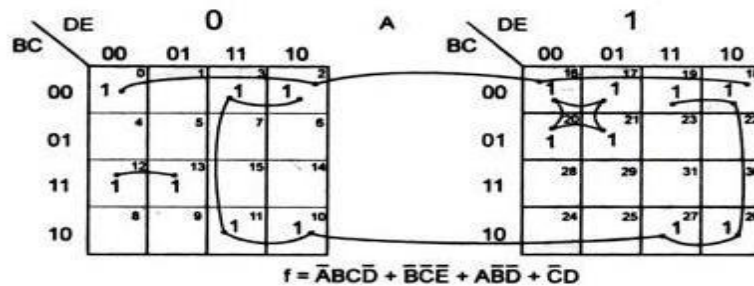 DE 0 A DE 1
BC 00 01 11 10 BC 00 01 11 10
0 1 3 2 16 17 19
00 1 1 1 00 1 1 1 1
4 5 7 6 20 21 23
01 01 1 1
12 13 15 14 28 29 31
11 1 1 11
8 9 11 10 24 25 27
10 1 1 10 1 1
f = A̅BCD̅ + B̅C̅E̅ + AB̅D̅ + C̅D